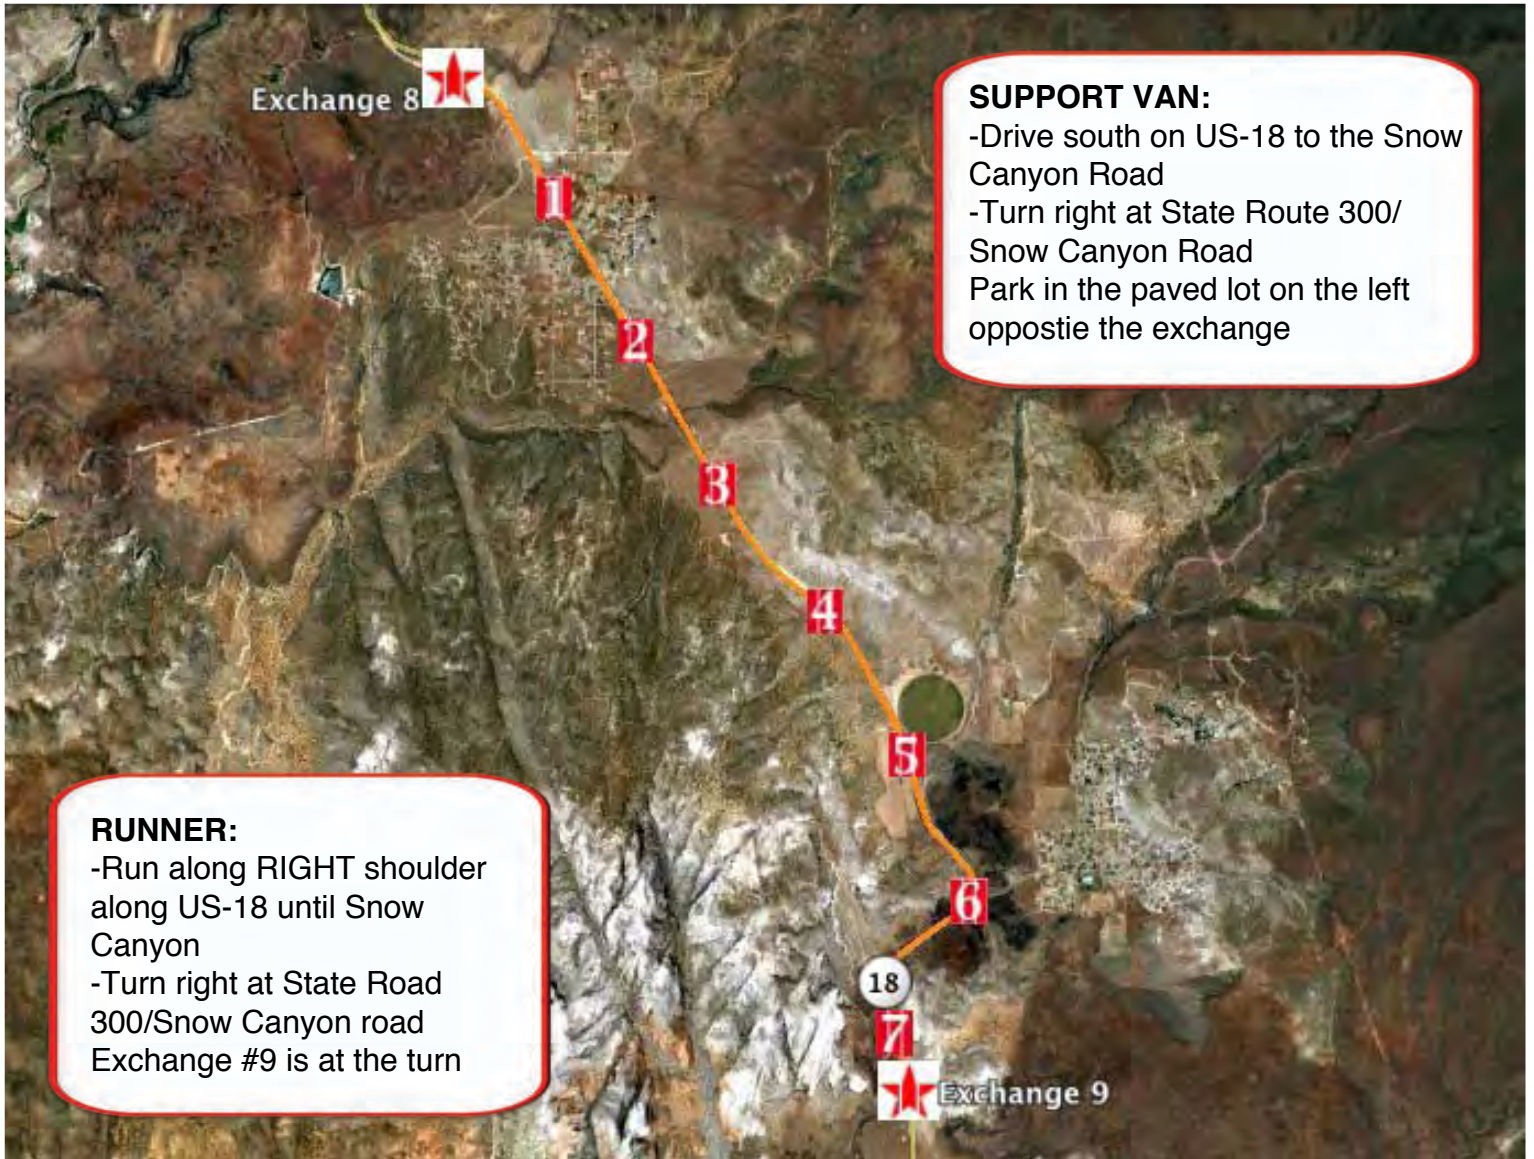 Exchange 8
SUPPORT VAN:
-Drive south on US-18 to the Snow
Canyon Road
-Turn right at State Route 300/
Snow Canyon Road
Park in the paved lot on the left
oppostie the exchange
1
2
3
4
5
6
18
7
Exchange 9
RUNNER:
-Run along RIGHT shoulder
along US-18 until Snow
Canyon
-Turn right at State Road
300/Snow Canyon road
Exchange #9 is at the turn